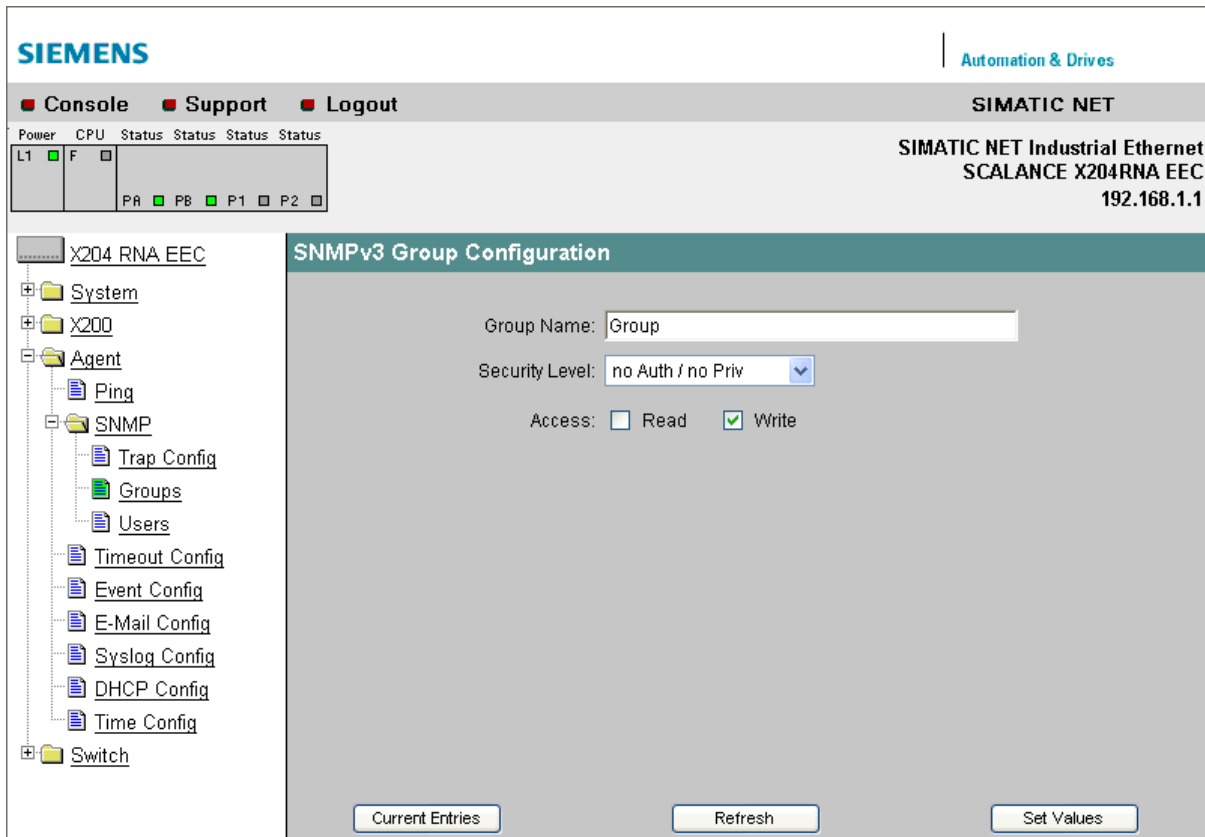 SIEMENS
Automation & Drives
Console Support Logout SIMATIC NET
Power CPU Status Status Status Status
L1 F
PA PB P1 P2
SIMATIC NET Industrial Ethernet
SCALANCE X204RNA EEC
192.168.1.1
X204 RNA EEC
System
X200
Agent
Ping
SNMP
Trap Config
Groups
Users
Timeout Config
Event Config
E-Mail Config
Syslog Config
DHCP Config
Time Config
Switch
SNMPv3 Group Configuration
Group Name: Group
Security Level: no Auth / no Priv
Access: Read Write
Current Entries Refresh Set Values